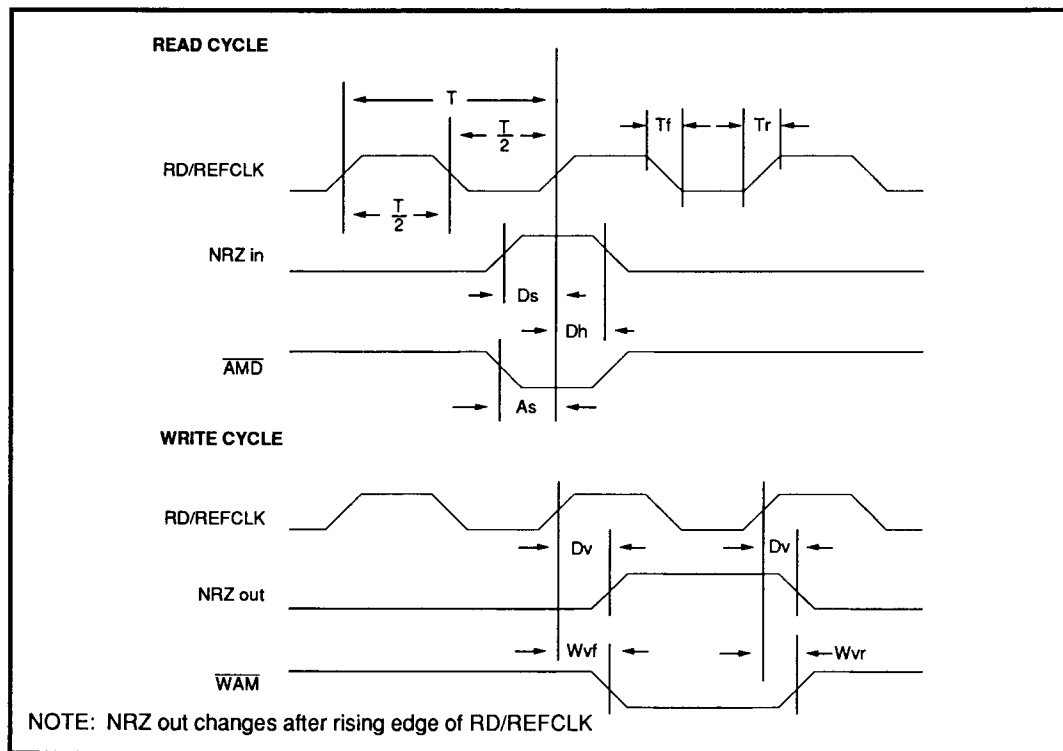 READ CYCLE
T
T/2
Tf
Tr
RD/REFCLK
T/2
NRZ in
Ds
Dh
AMD
As
WRITE CYCLE
RD/REFCLK
Dv
Dv
NRZ out
Wvf
Wvr
WAM
NOTE: NRZ out changes after rising edge of RD/REFCLK